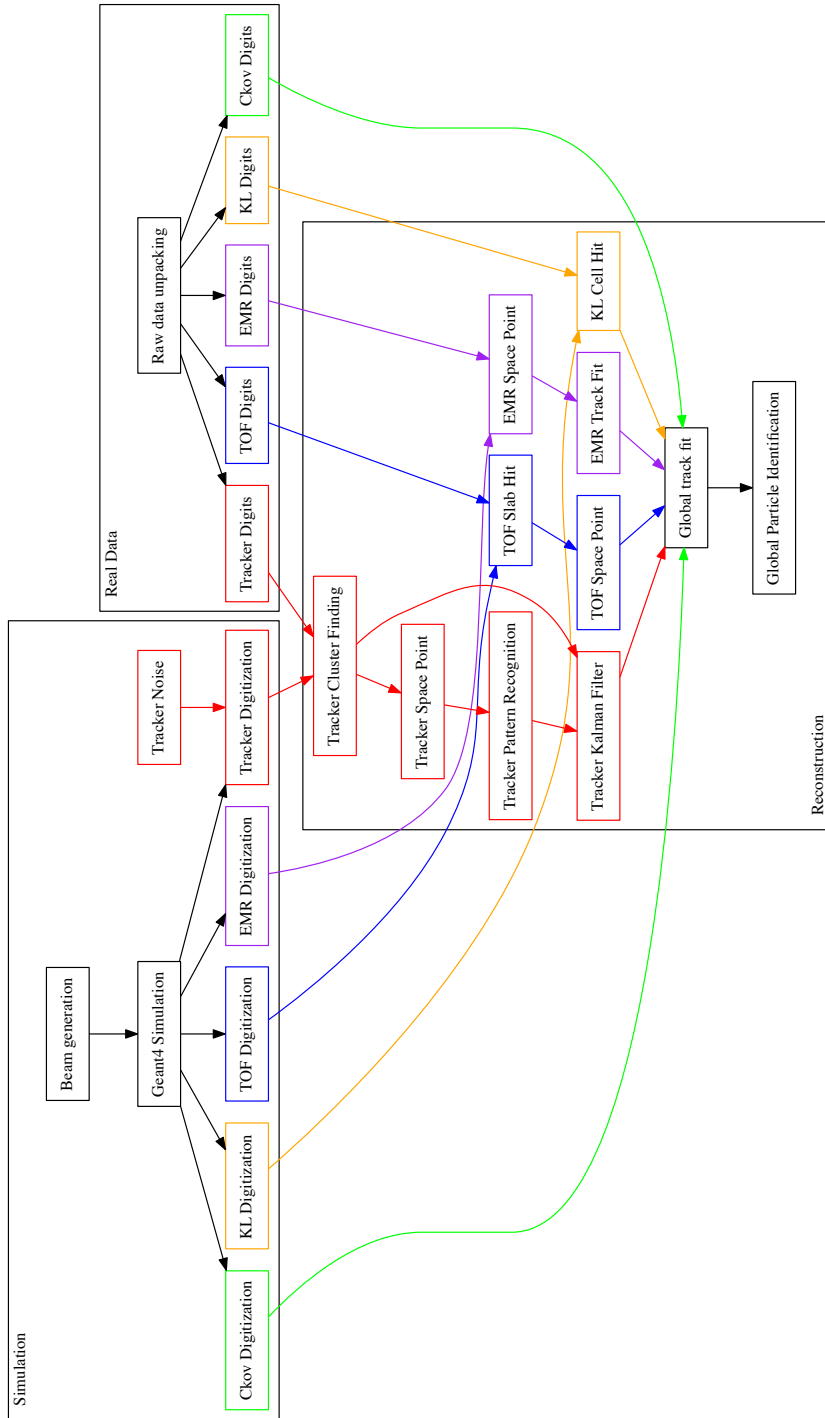 Simulation
Beam generation
Geant4 Simulation
Tracker Noise
Ckov Digitization
KL Digitization
TOF Digitization
EMR Digitization
Tracker Digitization
Real Data
Raw data unpacking
Tracker Digits
TOF Digits
EMR Digits
KL Digits
Ckov Digits
Reconstruction
Tracker Cluster Finding
Tracker Space Point
Tracker Pattern Recognition
TOF Slab Hit
EMR Space Point
Tracker Kalman Filter
TOF Space Point
EMR Track Fit
KL Cell Hit
Global track fit
Global Particle Identification